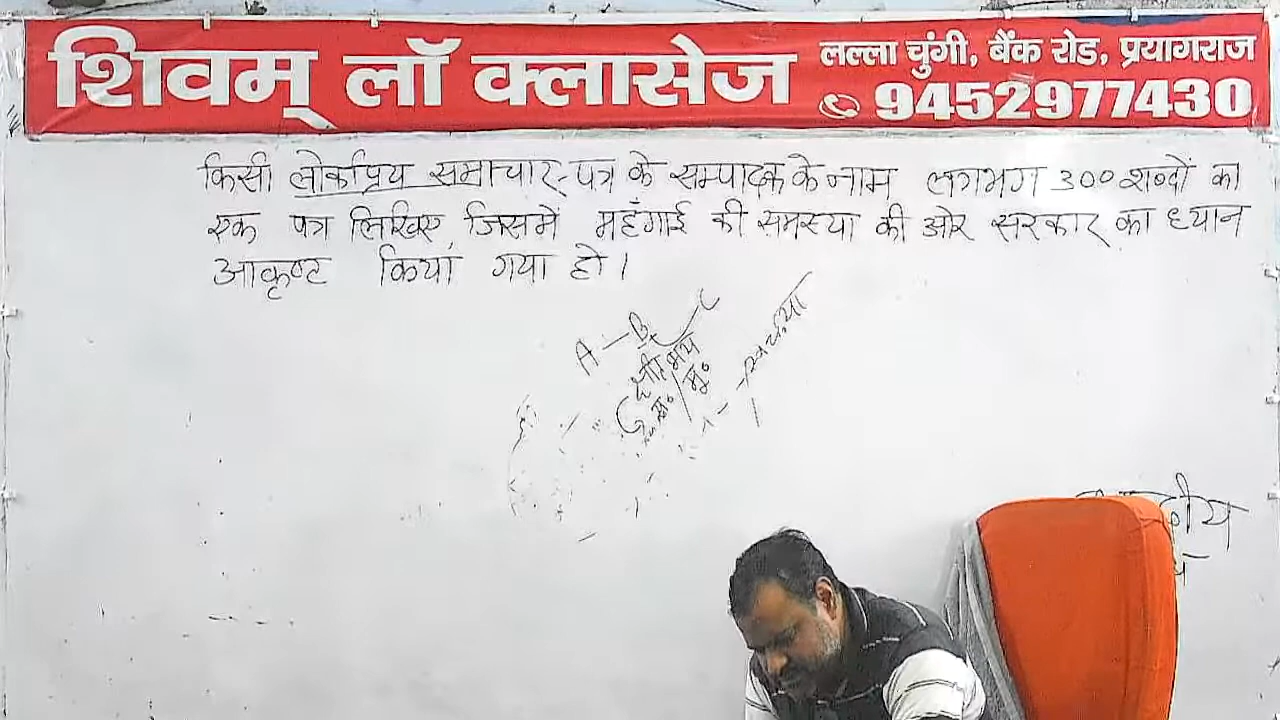 शिवम् लॉ क्लासेज
लल्ला चुंगी, बैंक रोड, प्रयागराज
9452977430
किसी लोकप्रिय समाचार-पत्र के सम्पादक के नाम लगभग 300 शब्दों का
एक पत्र लिखिए, जिसमें महंगाई की समस्या की ओर सरकार का ध्यान
आकृष्ट किया गया हो।
A - B - C